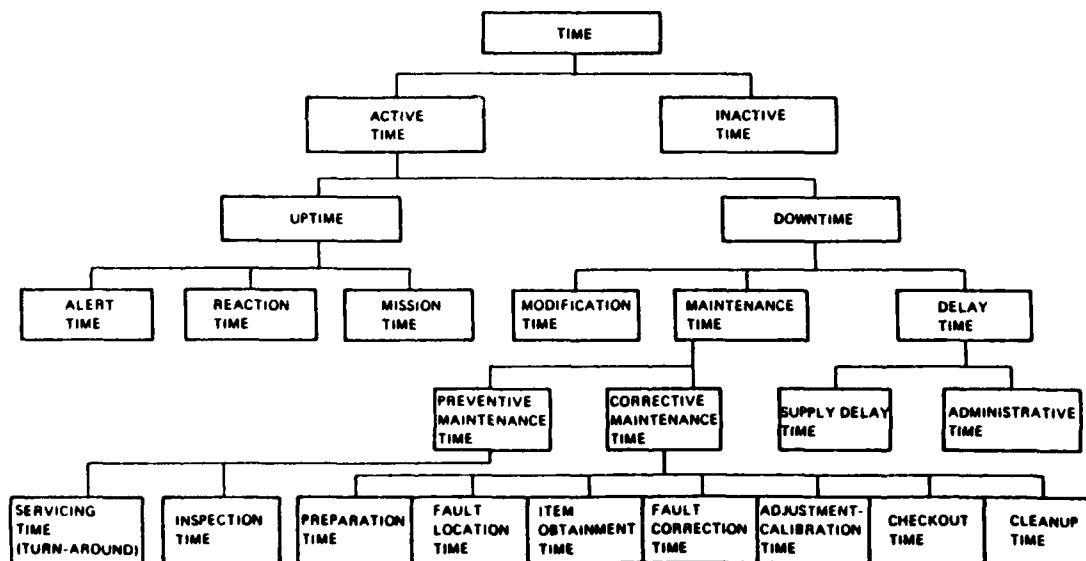 TIME
ACTIVE
TIME
INACTIVE
TIME
UPTIME
DOWNTIME
ALERT
TIME
REACTION
TIME
MISSION
TIME
MODIFICATION
TIME
MAINTENANCE
TIME
DELAY
TIME
PREVENTIVE
MAINTENANCE
TIME
CORRECTIVE
MAINTENANCE
TIME
SUPPLY DELAY
TIME
ADMINISTRATIVE
TIME
SERVICING
TIME
(TURN-AROUND)
INSPECTION
TIME
PREPARATION
TIME
FAULT
LOCATION
TIME
ITEM
OBTAINMENT
TIME
FAULT
CORRECTION
TIME
ADJUSTMENT-
CALIBRATION
TIME
CHECKOUT
TIME
CLEANUP
TIME